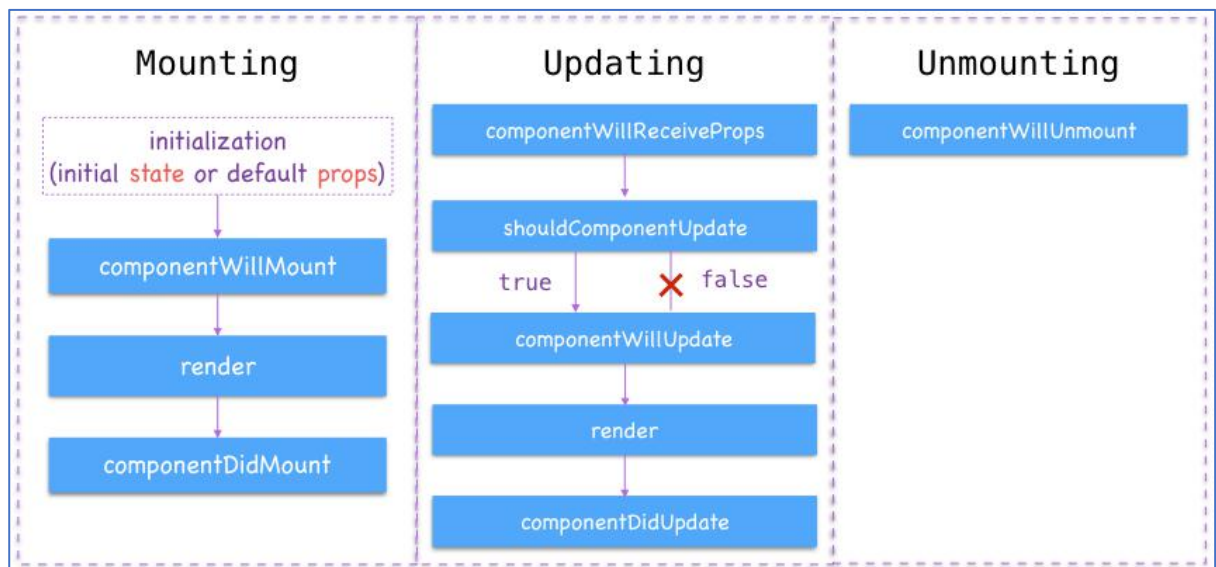 Mounting
initialization
(initial state or default props)
componentWillMount
render
componentDidMount
Updating
componentWillReceiveProps
shouldComponentUpdate
true
false
componentWillUpdate
render
componentDidUpdate
Unmounting
componentWillUnmount